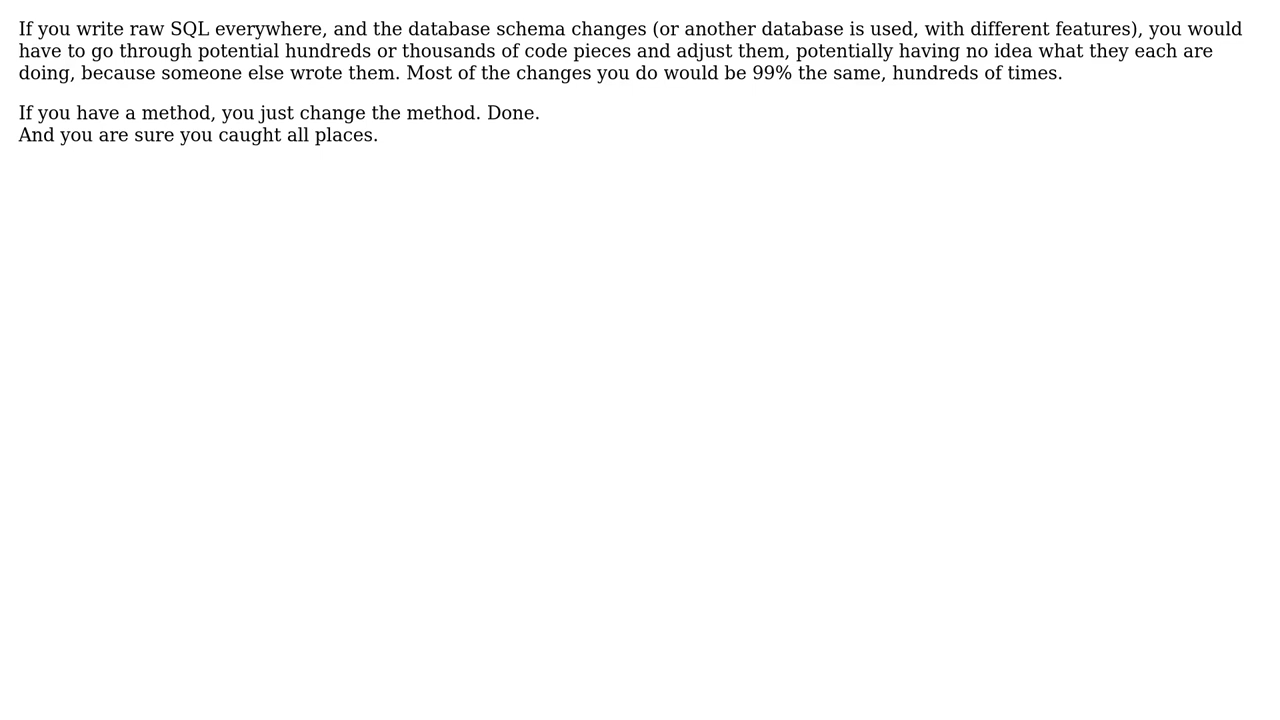 If you write raw SQL everywhere, and the database schema changes (or another database is used, with different features), you would
have to go through potential hundreds or thousands of code pieces and adjust them, potentially having no idea what they each are
doing, because someone else wrote them. Most of the changes you do would be 99% the same, hundreds of times.
If you have a method, you just change the method. Done.
And you are sure you caught all places.